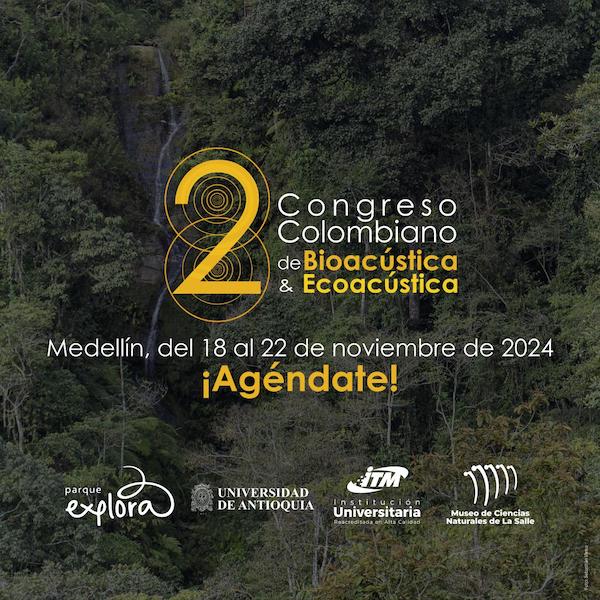 2
Congreso
Colombiano
de Bioacústica
& Ecoacústica
Medellín, del 18 al 22 de noviembre de 2024
¡Agéndate!
parque
explora
UNIVERSIDAD
DE ANTIOQUIA
iTM
Institución
Universitaria
Reacreditada en Alta Calidad
Museo de Ciencias
Naturales de La Salle